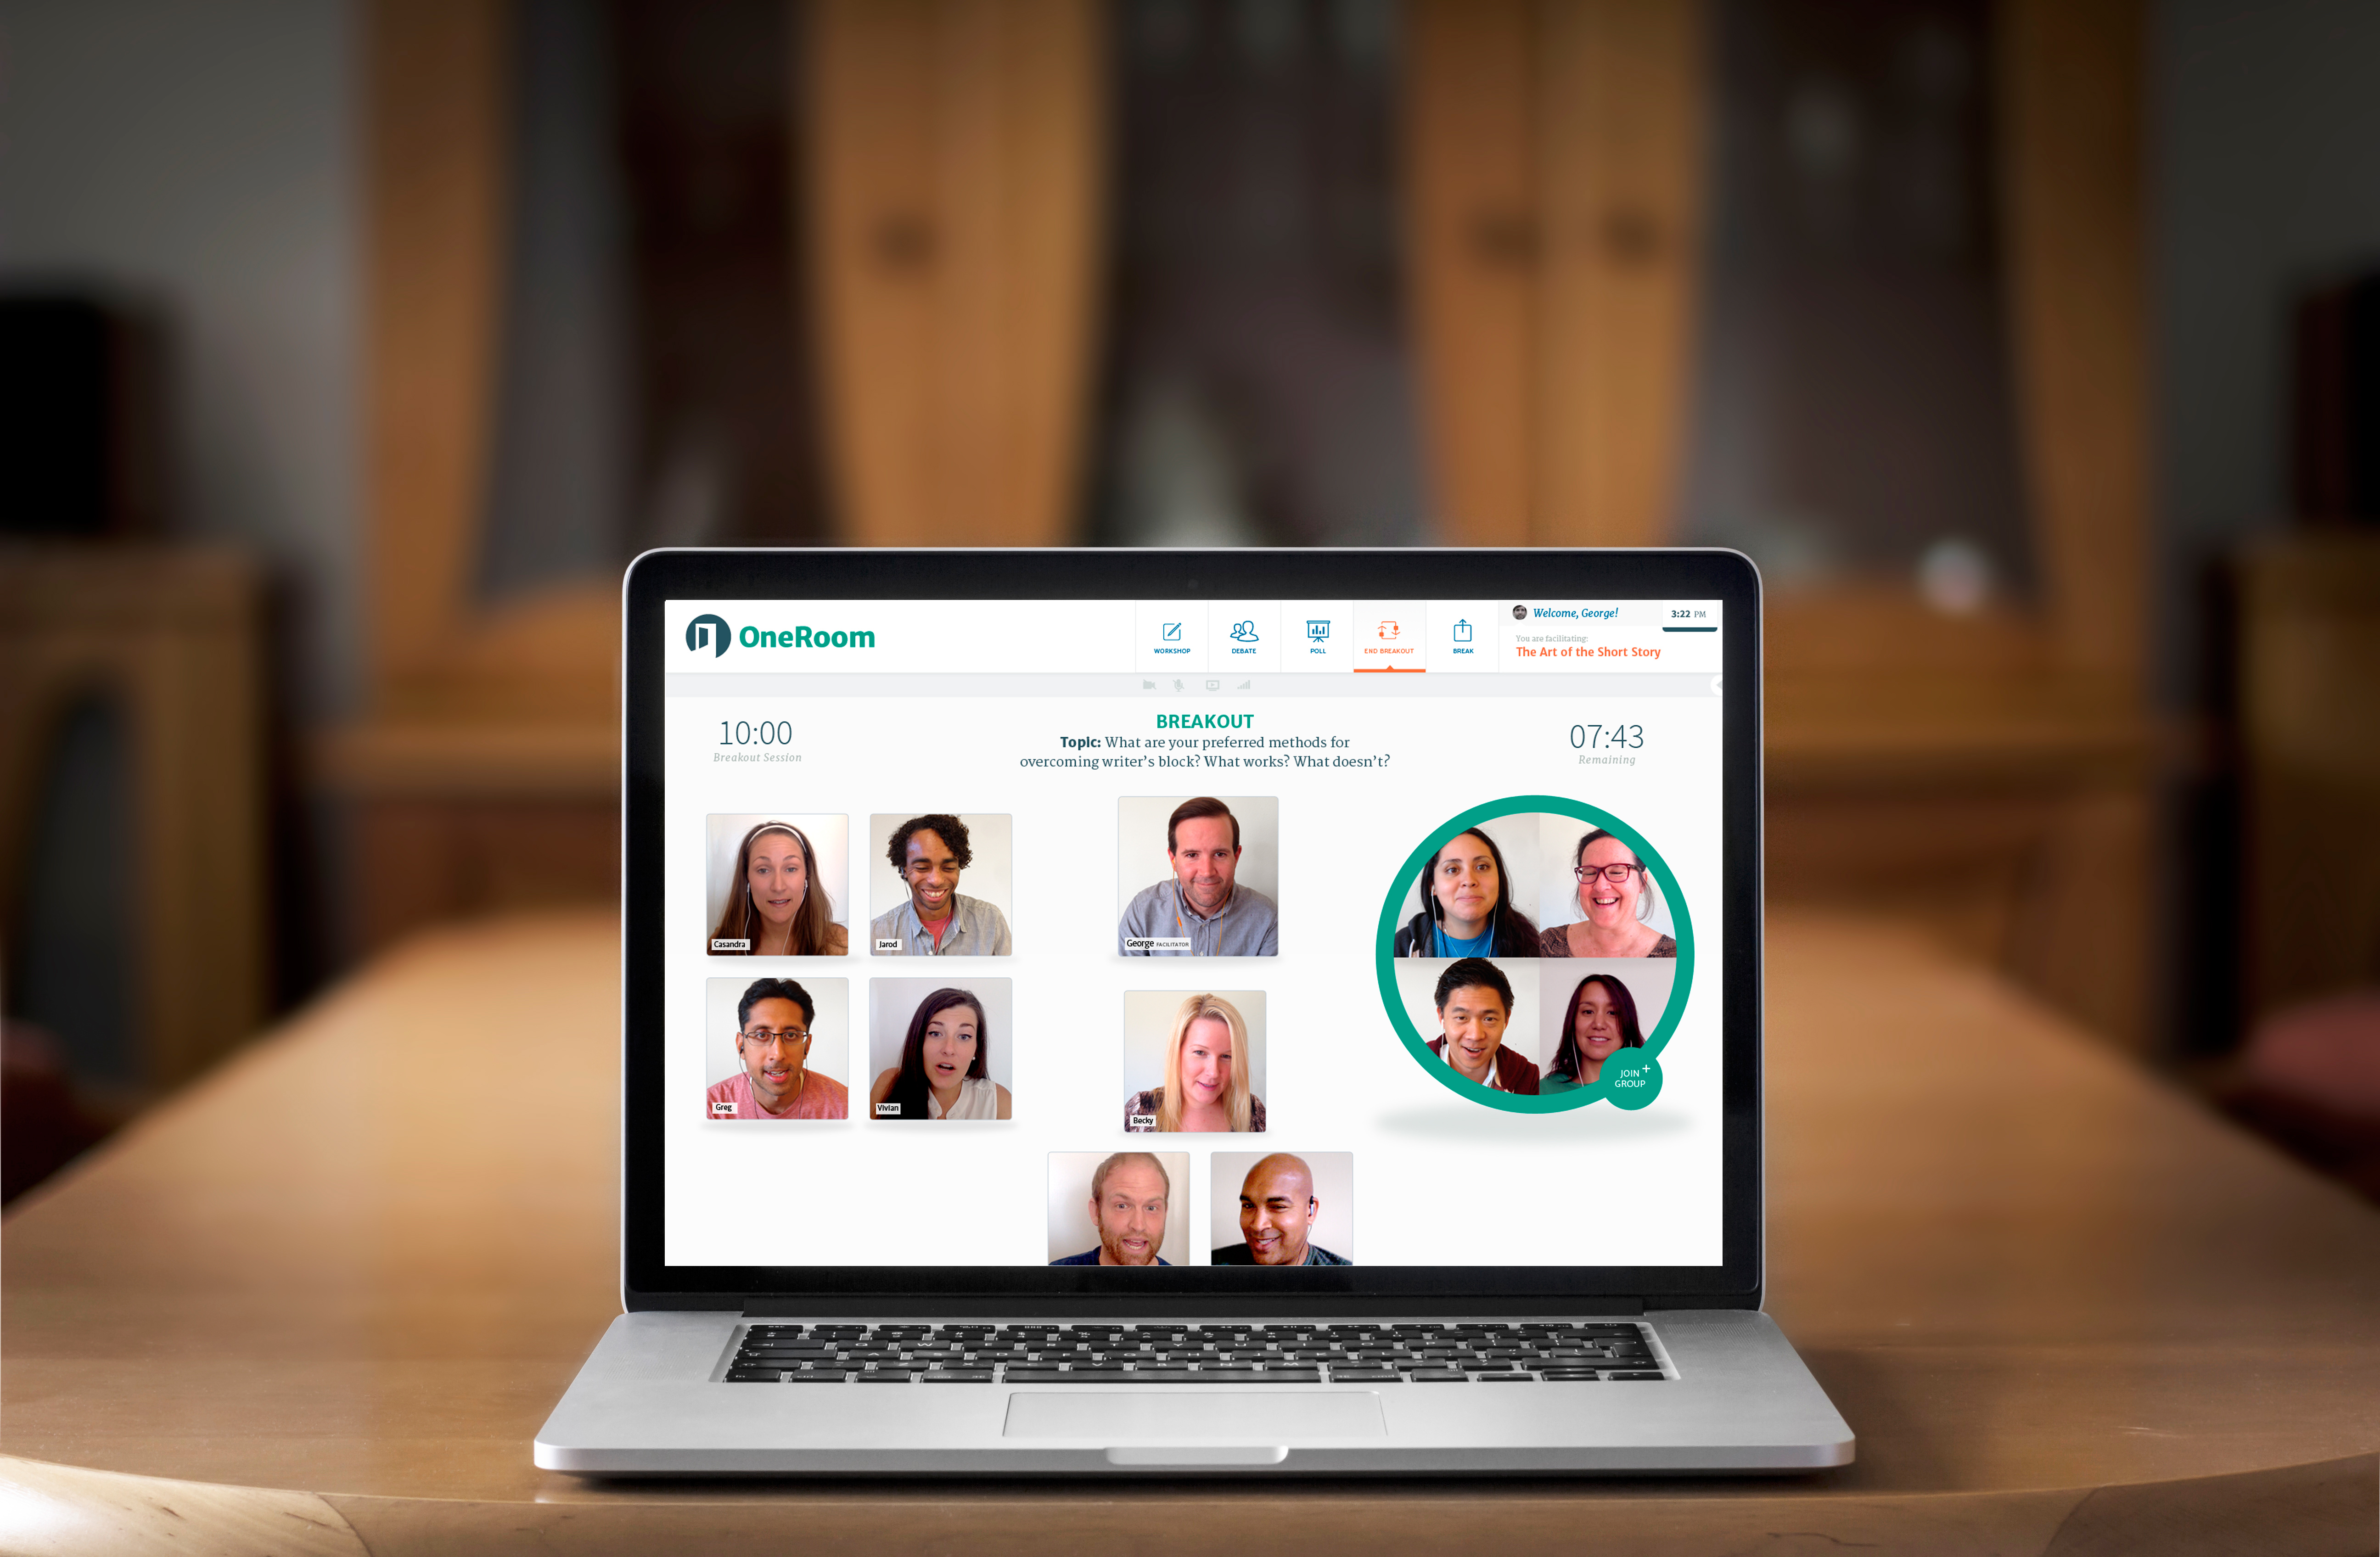 OneRoom
WORKSHOP
DEBATE
POLL
END BREAKOUT
BREAK
Welcome, George!
3:22 PM
You are facilitating:
The Art of the Short Story
10:00
Breakout Session
BREAKOUT
Topic: What are your preferred methods for
overcoming writer’s block? What works? What doesn’t?
07:43
Remaining
Casandra
Jarod
George FACILITATOR
Greg
Vivian
Becky
JOIN +
GROUP